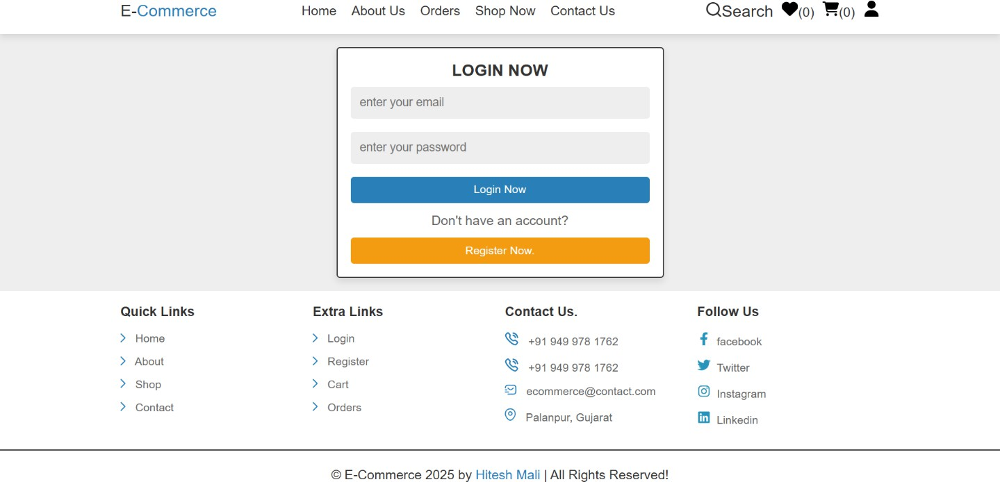 E-Commerce
Home About Us Orders Shop Now Contact Us
Search (0) (0)
LOGIN NOW
enter your email
enter your password
Login Now
Don't have an account?
Register Now.
Quick Links
Home
About
Shop
Contact
Extra Links
Login
Register
Cart
Orders
Contact Us.
+91 949 978 1762
+91 949 978 1762
ecommerce@contact.com
Palanpur, Gujarat
Follow Us
facebook
Twitter
Instagram
Linkedin
© E-Commerce 2025 by Hitesh Mali | All Rights Reserved!